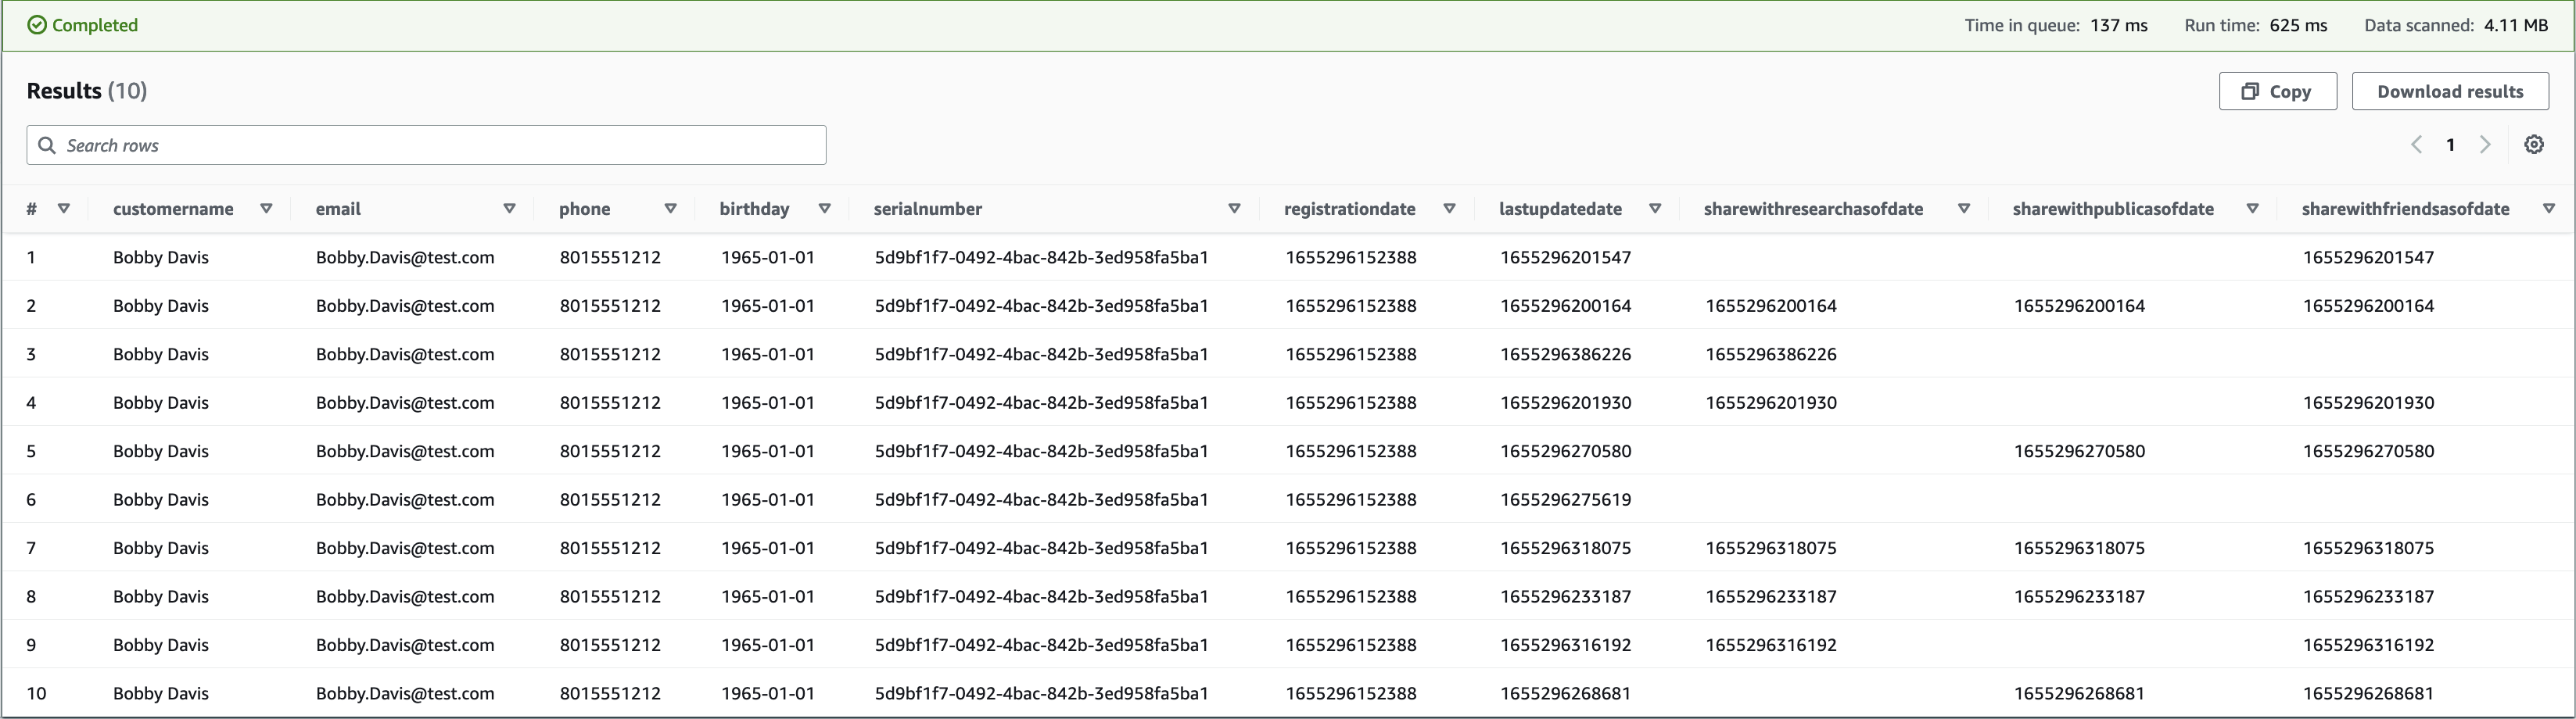 Completed Time in queue: 137 ms Run time: 625 ms Data scanned: 4.11 MB
Results (10) Copy Download results
Search rows 1
# customername email phone birthday serialnumber registrationdate lastupdatedate sharewithresearchasofdate sharewithpublicasofdate sharewithfriendsasofdate
1 Bobby Davis Bobby.Davis@test.com 8015551212 1965-01-01 5d9bf1f7-0492-4bac-842b-3ed958fa5ba1 1655296152388 1655296201547 1655296201547
2 Bobby Davis Bobby.Davis@test.com 8015551212 1965-01-01 5d9bf1f7-0492-4bac-842b-3ed958fa5ba1 1655296152388 1655296200164 1655296200164 1655296200164 1655296200164
3 Bobby Davis Bobby.Davis@test.com 8015551212 1965-01-01 5d9bf1f7-0492-4bac-842b-3ed958fa5ba1 1655296152388 1655296386226 1655296386226
4 Bobby Davis Bobby.Davis@test.com 8015551212 1965-01-01 5d9bf1f7-0492-4bac-842b-3ed958fa5ba1 1655296152388 1655296201930 1655296201930 1655296201930
5 Bobby Davis Bobby.Davis@test.com 8015551212 1965-01-01 5d9bf1f7-0492-4bac-842b-3ed958fa5ba1 1655296152388 1655296270580 1655296270580 1655296270580
6 Bobby Davis Bobby.Davis@test.com 8015551212 1965-01-01 5d9bf1f7-0492-4bac-842b-3ed958fa5ba1 1655296152388 1655296275619
7 Bobby Davis Bobby.Davis@test.com 8015551212 1965-01-01 5d9bf1f7-0492-4bac-842b-3ed958fa5ba1 1655296152388 1655296318075 1655296318075 1655296318075 1655296318075
8 Bobby Davis Bobby.Davis@test.com 8015551212 1965-01-01 5d9bf1f7-0492-4bac-842b-3ed958fa5ba1 1655296152388 1655296233187 1655296233187 1655296233187 1655296233187
9 Bobby Davis Bobby.Davis@test.com 8015551212 1965-01-01 5d9bf1f7-0492-4bac-842b-3ed958fa5ba1 1655296152388 1655296316192 1655296316192 1655296316192
10 Bobby Davis Bobby.Davis@test.com 8015551212 1965-01-01 5d9bf1f7-0492-4bac-842b-3ed958fa5ba1 1655296152388 1655296268681 1655296268681 1655296268681